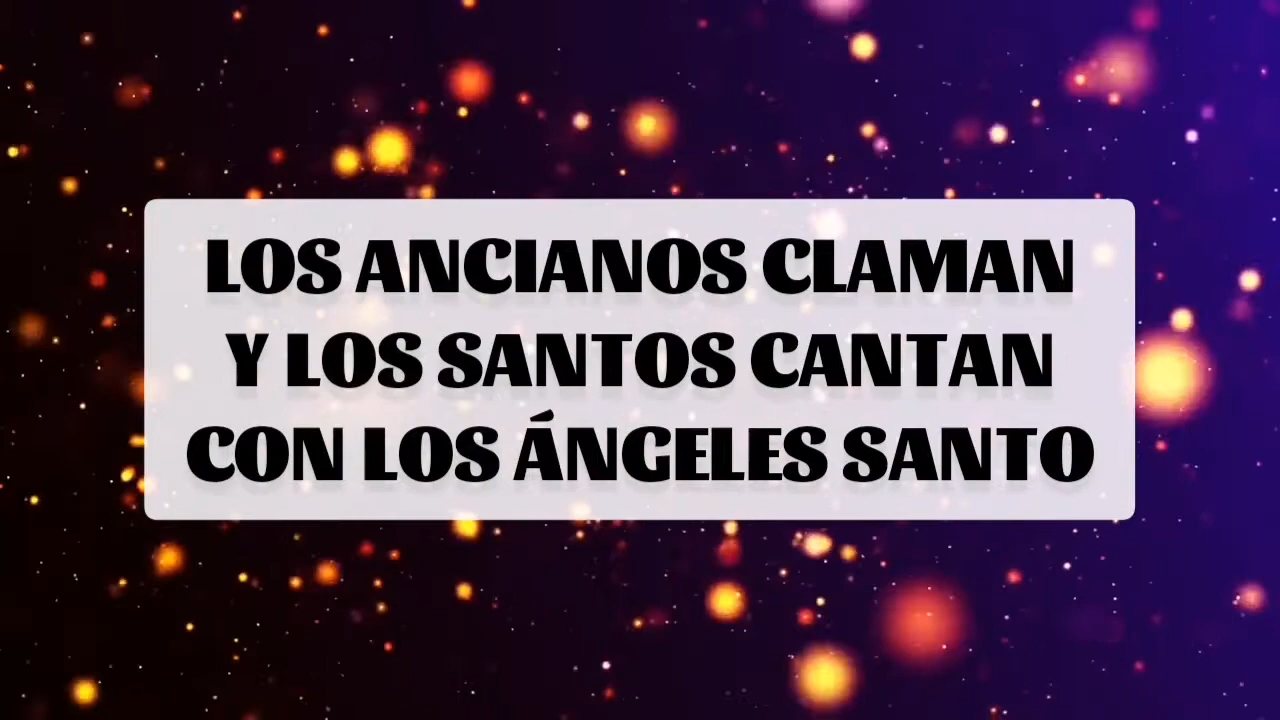 LOS ANCIANOS CLAMAN
Y LOS SANTOS CANTAN
CON LOS ÁNGELES SANTO